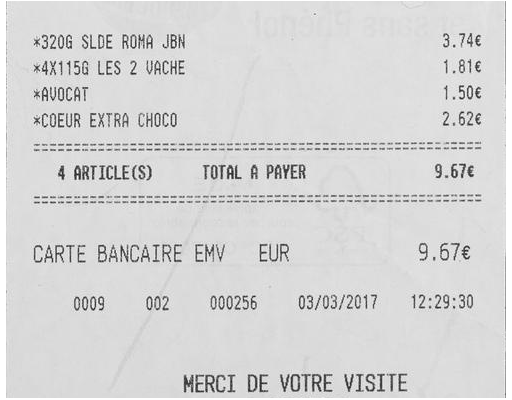 *320G SLDE ROMA JBN 3.74€
*4X115G LES 2 VACHE 1.81€
*AVOCAT 1.50€
*COEUR EXTRA CHOCO 2.62€
4 ARTICLE(S) TOTAL A PAYER 9.67€
CARTE BANCAIRE EMV EUR 9.67€
0009 002 000256 03/03/2017 12:29:30
MERCI DE VOTRE VISITE